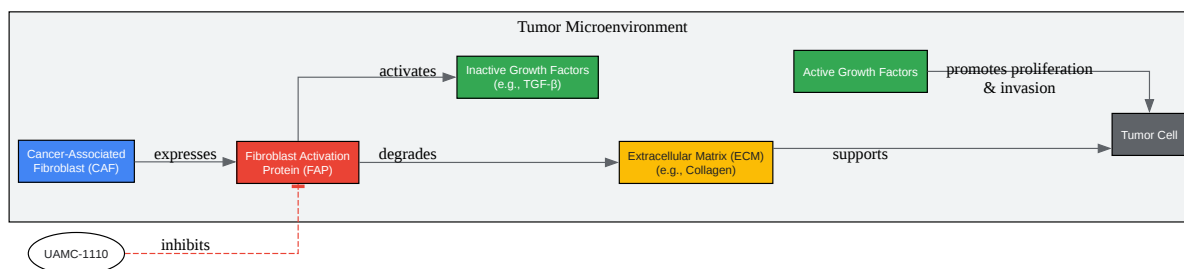 Tumor Microenvironment
activates
Inactive Growth Factors
(e.g., TGF-β)
Active Growth Factors
promotes proliferation
& invasion
Cancer-Associated
Fibroblast (CAF)
expresses
Fibroblast Activation
Protein (FAP)
degrades
Extracellular Matrix (ECM)
(e.g., Collagen)
supports
Tumor Cell
UAMC-1110
inhibits